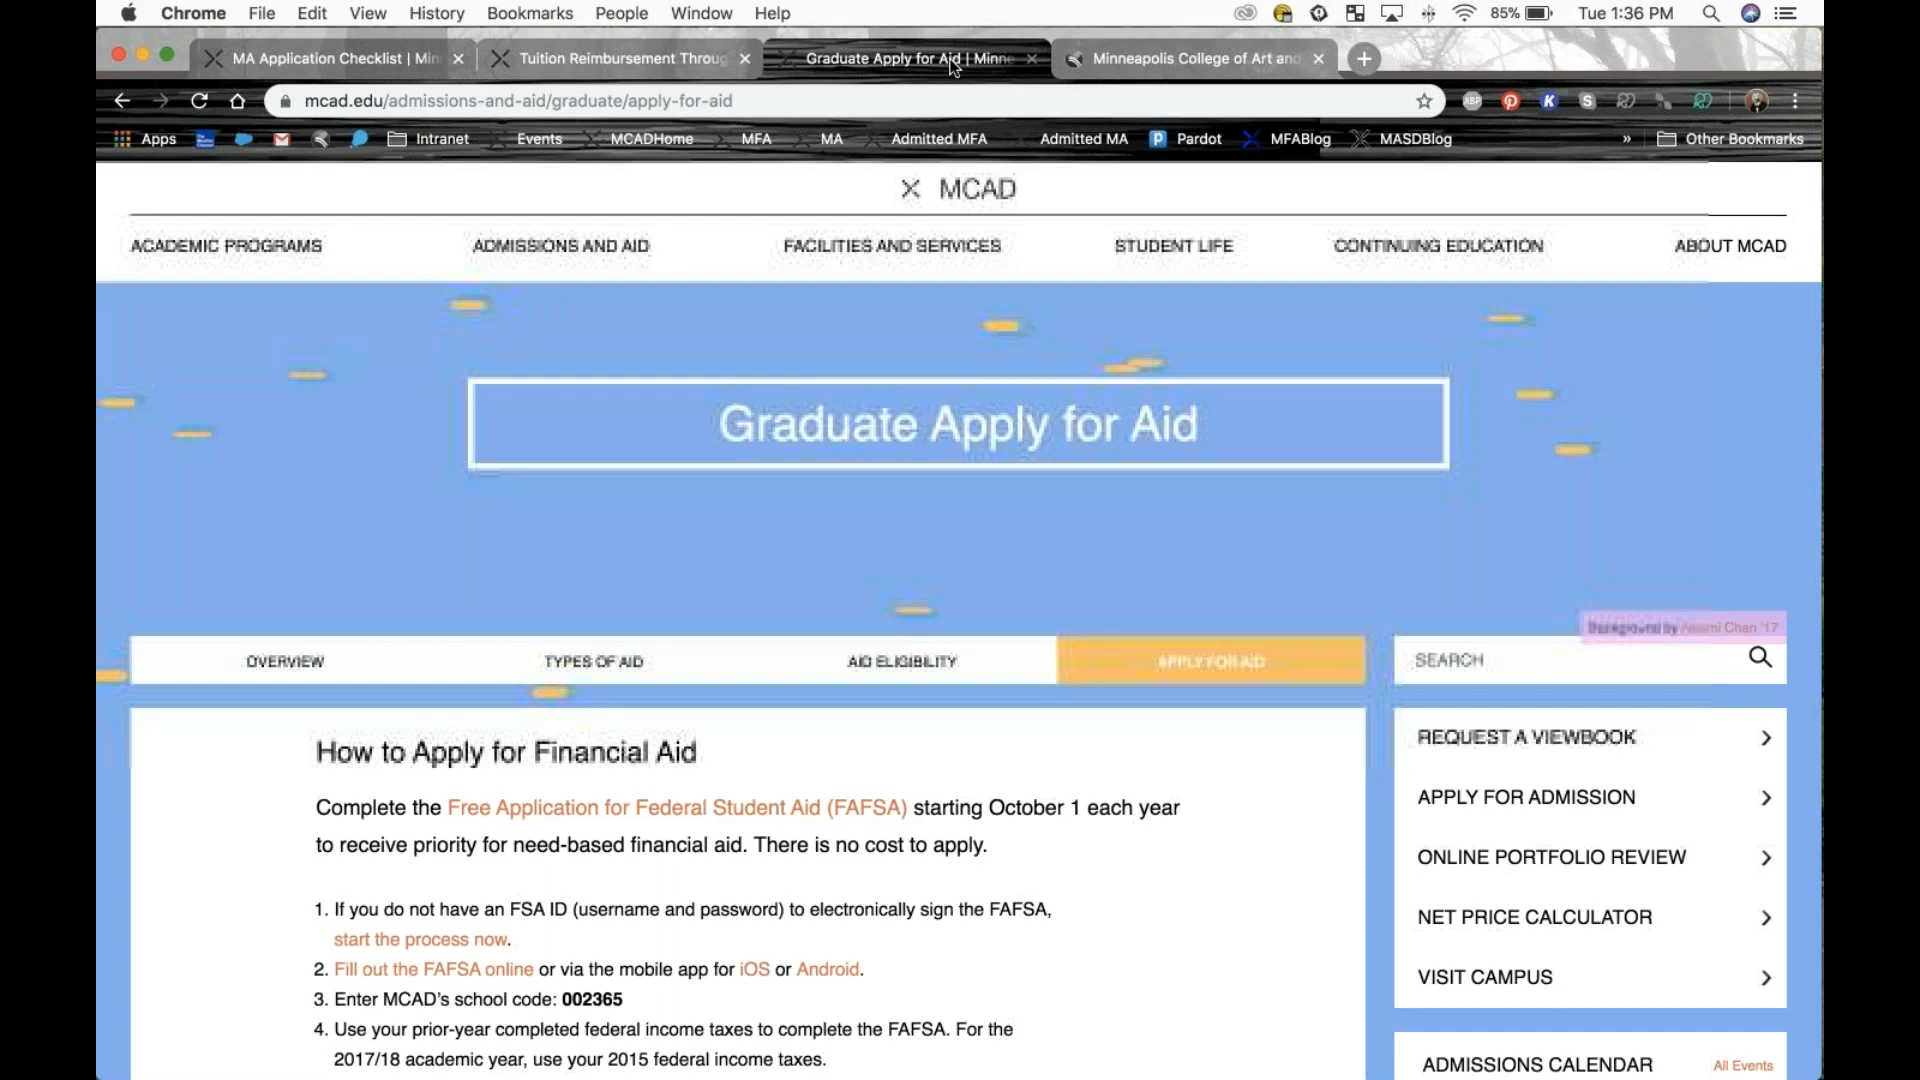 Chrome File Edit View History Bookmarks People Window Help 85% Tue 1:36 PM
MA Application Checklist | Min
Tuition Reimbursement Throug
Graduate Apply for Aid | Minne
Minneapolis College of Art and
mcad.edu/admissions-and-aid/graduate/apply-for-aid
ABP K S
Apps Intranet Events MCADHome MFA MA Admitted MFA Admitted MA P Pardot MFABlog MASDBlog » Other Bookmarks
MCAD
ACADEMIC PROGRAMS ADMISSIONS AND AID FACILITIES AND SERVICES STUDENT LIFE CONTINUING EDUCATION ABOUT MCAD
Graduate Apply for Aid
Background by Naomi Chan '17
OVERVIEW TYPES OF AID AID ELIGIBILITY APPLY FOR AID
SEARCH
How to Apply for Financial Aid
Complete the Free Application for Federal Student Aid (FAFSA) starting October 1 each year
to receive priority for need-based financial aid. There is no cost to apply.
1. If you do not have an FSA ID (username and password) to electronically sign the FAFSA,
start the process now.
2. Fill out the FAFSA online or via the mobile app for iOS or Android.
3. Enter MCAD's school code: 002365
4. Use your prior-year completed federal income taxes to complete the FAFSA. For the
2017/18 academic year, use your 2015 federal income taxes.
REQUEST A VIEWBOOK
APPLY FOR ADMISSION
ONLINE PORTFOLIO REVIEW
NET PRICE CALCULATOR
VISIT CAMPUS
ADMISSIONS CALENDAR All Events